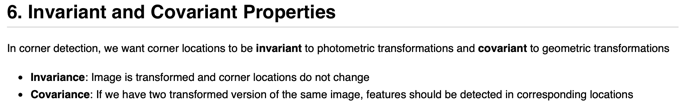 6. Invariant and Covariant Properties
In corner detection, we want corner locations to be invariant to photometric transformations and covariant to geometric transformations
• Invariance: Image is transformed and corner locations do not change
• Covariance: If we have two transformed version of the same image, features should be detected in corresponding locations